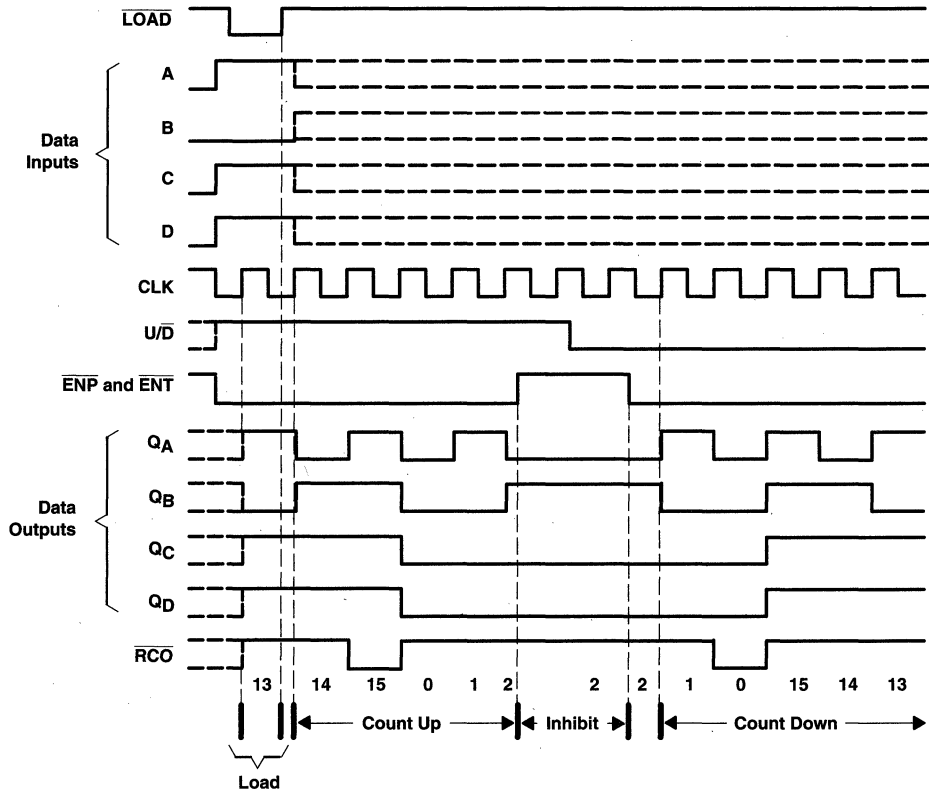 LOAD
A
B
C
D
Data
Inputs
CLK
U/D
ENP and ENT
QA
QB
QC
QD
Data
Outputs
RCO
13 14 15 0 1 2 2 2 1 0 15 14 13
Count Up Inhibit Count Down
Load